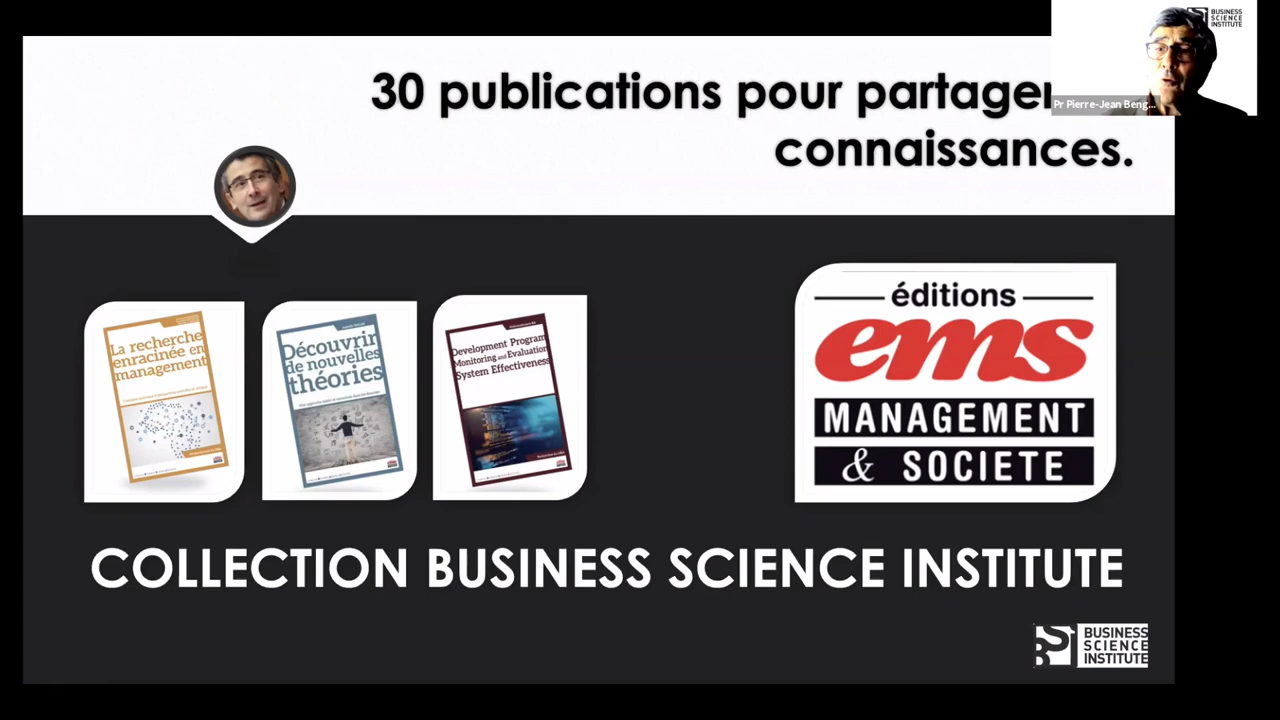 BUSINESS
SCIENCE
INSTITUTE
Pr Pierre-Jean Beng...
30 publications pour partager
connaissances.
La recherche
enracinée en
management
Découvrir
de nouvelles
théories
Development Program
Monitoring and Evaluation
System Effectiveness
éditions
ems
MANAGEMENT
& SOCIETE
COLLECTION BUSINESS SCIENCE INSTITUTE
BUSINESS
SCIENCE
INSTITUTE